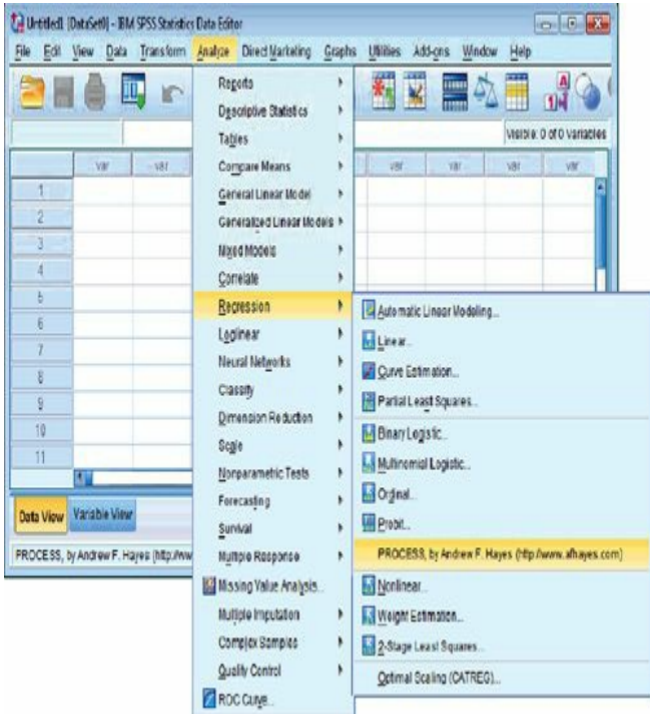 Untitled1 [DataSet0] - IBM SPSS Statistics Data Editor
File Edit View Data Transform Analyze Direct Marketing Graphs Utilities Add-ons Window Help
Visible: 0 of 0 Variables
var var var var var var
1
2
3
4
5
6
7
8
9
10
11
Reports
Descriptive Statistics
Tables
Compare Means
General Linear Model
Generalized Linear Models
Mixed Models
Correlate
Regression
Loglinear
Neural Networks
Classify
Dimension Reduction
Scale
Nonparametric Tests
Forecasting
Survival
Multiple Response
Missing Value Analysis...
Multiple Imputation
Complex Samples
Quality Control
ROC Curve...
Automatic Linear Modeling...
Linear...
Curve Estimation...
Partial Least Squares...
Binary Logistic...
Multinomial Logistic...
Ordinal...
Probit...
PROCESS, by Andrew F. Hayes (http://www.afhayes.com)
Nonlinear...
Weight Estimation...
2-Stage Least Squares...
Optimal Scaling (CATREG)...
Data View Variable View
PROCESS, by Andrew F. Hayes (http://ww